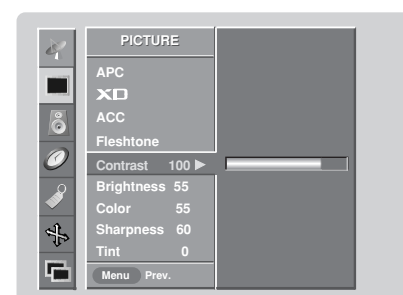 PICTURE
APC
XD
ACC
Fleshtone
Contrast 100 ▶
Brightness 55
Color 55
Sharpness 60
Tint 0
Menu Prev.